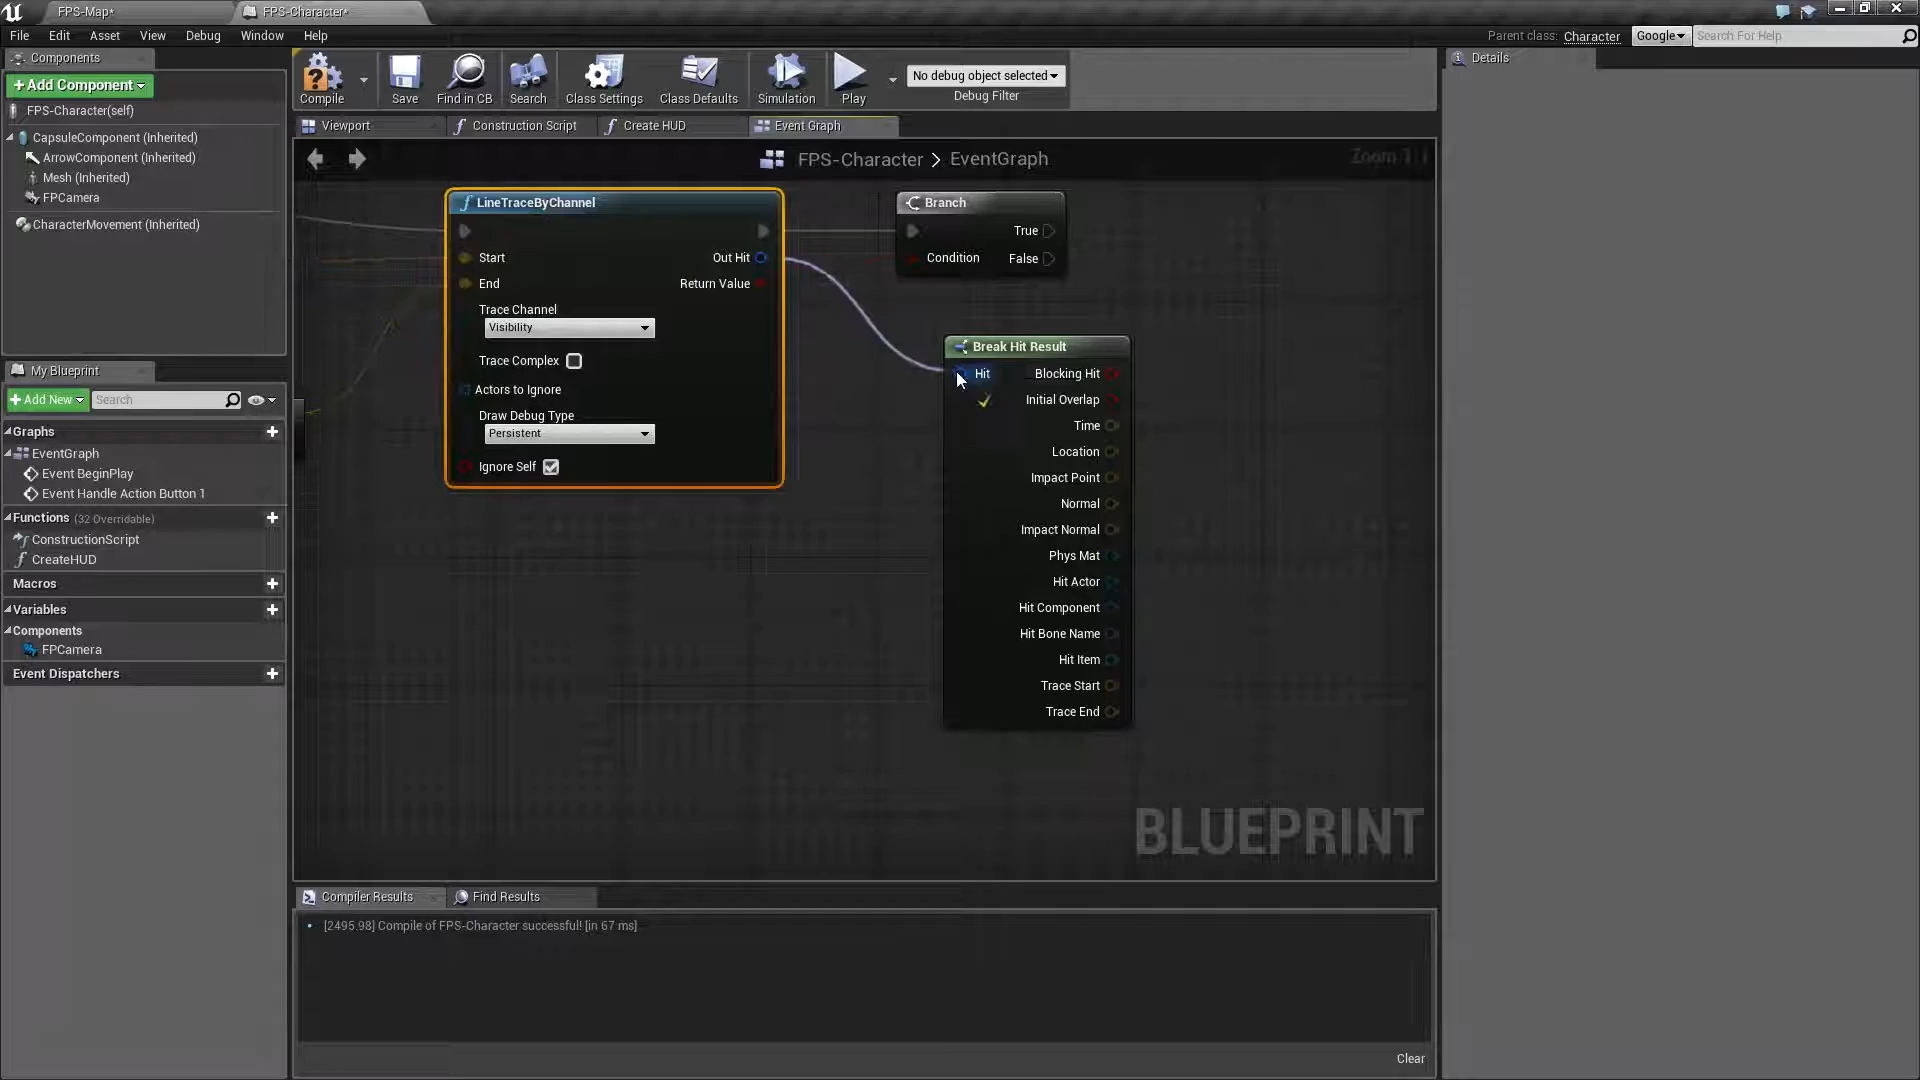 FPS-Map*
FPS-Character*
File Edit Asset View Debug Window Help
Parent class: Character
Google
Search For Help
Components
+Add Component
FPS-Character(self)
CapsuleComponent (Inherited)
ArrowComponent (Inherited)
Mesh (Inherited)
FPCamera
CharacterMovement (Inherited)
Compile
Save
Find in CB
Search
Class Settings
Class Defaults
Simulation
Play
No debug object selected
Debug Filter
Details
Viewport
Construction Script
Create HUD
Event Graph
FPS-Character > EventGraph
Zoom 1:1
LineTraceByChannel
Start
End
Out Hit
Return Value
Trace Channel
Visibility
Trace Complex
Actors to Ignore
Draw Debug Type
Persistent
Ignore Self
Branch
True
Condition
False
Break Hit Result
Hit
Blocking Hit
Initial Overlap
Time
Location
Impact Point
Normal
Impact Normal
Phys Mat
Hit Actor
Hit Component
Hit Bone Name
Hit Item
Trace Start
Trace End
BLUEPRINT
My Blueprint
+Add New
Search
Graphs
EventGraph
Event BeginPlay
Event Handle Action Button 1
Functions (32 Overridable)
ConstructionScript
CreateHUD
Macros
Variables
Components
FPCamera
Event Dispatchers
Compiler Results
Find Results
[2495.98] Compile of FPS-Character successful! [in 67 ms]
Clear